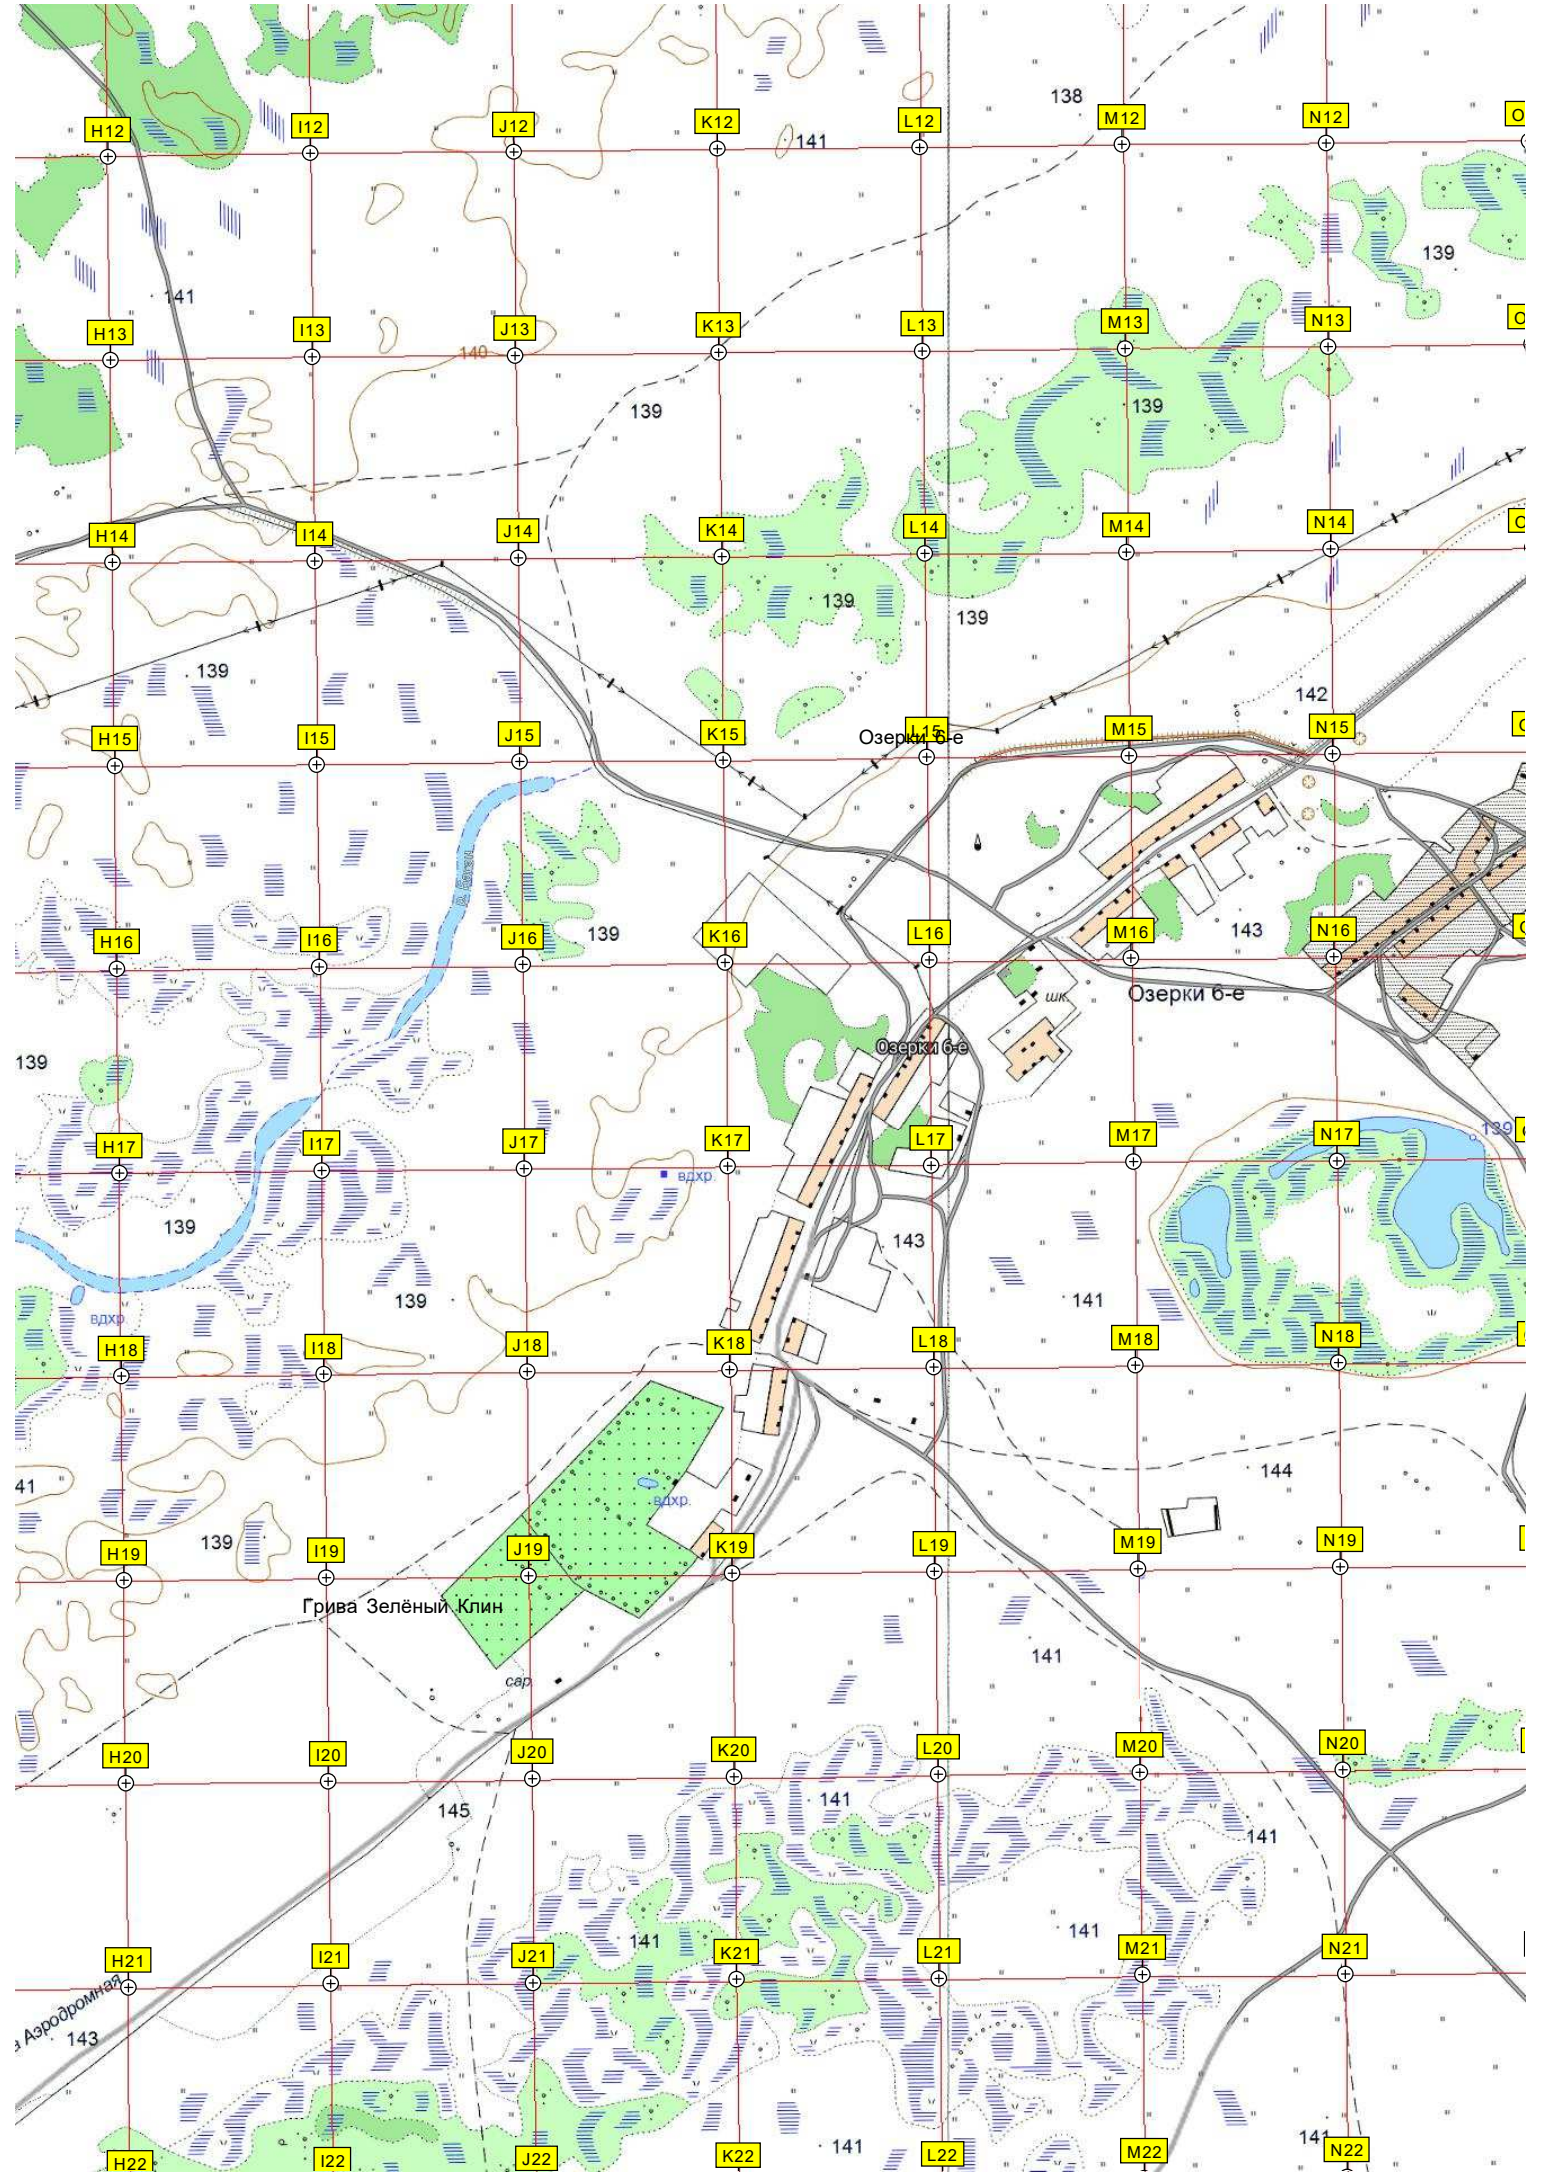 138
H12 I12 J12 K12 L12 M12 N12 O
141
139
141
H13 I13 J13 K13 L13 M13 N13 O
140
139
139
H14 I14 J14 K14 L14 M14 N14 O
139
139
139
142
H15 I15 J15 K15 L15 M15 N15 O
Озерки 6-е
139
143
H16 I16 J16 K16 L16 M16 N16 O
шк.
Озерки 6-е
Озерки 6-е
139
H17 I17 J17 K17 L17 M17 N17
139
вдхр.
139
143
139
141
вдхр.
H18 I18 J18 K18 L18 M18 N18
144
41
вдхр.
139
H19 I19 J19 K19 L19 M19 N19
Грива Зелёный Клин
141
сар.
H20 I20 J20 K20 L20 M20 N20
141
145
141
141
141
H21 I21 J21 K21 L21 M21 N21
а Аэродромная
143
141
141
H22 I22 J22 K22 L22 M22 N22